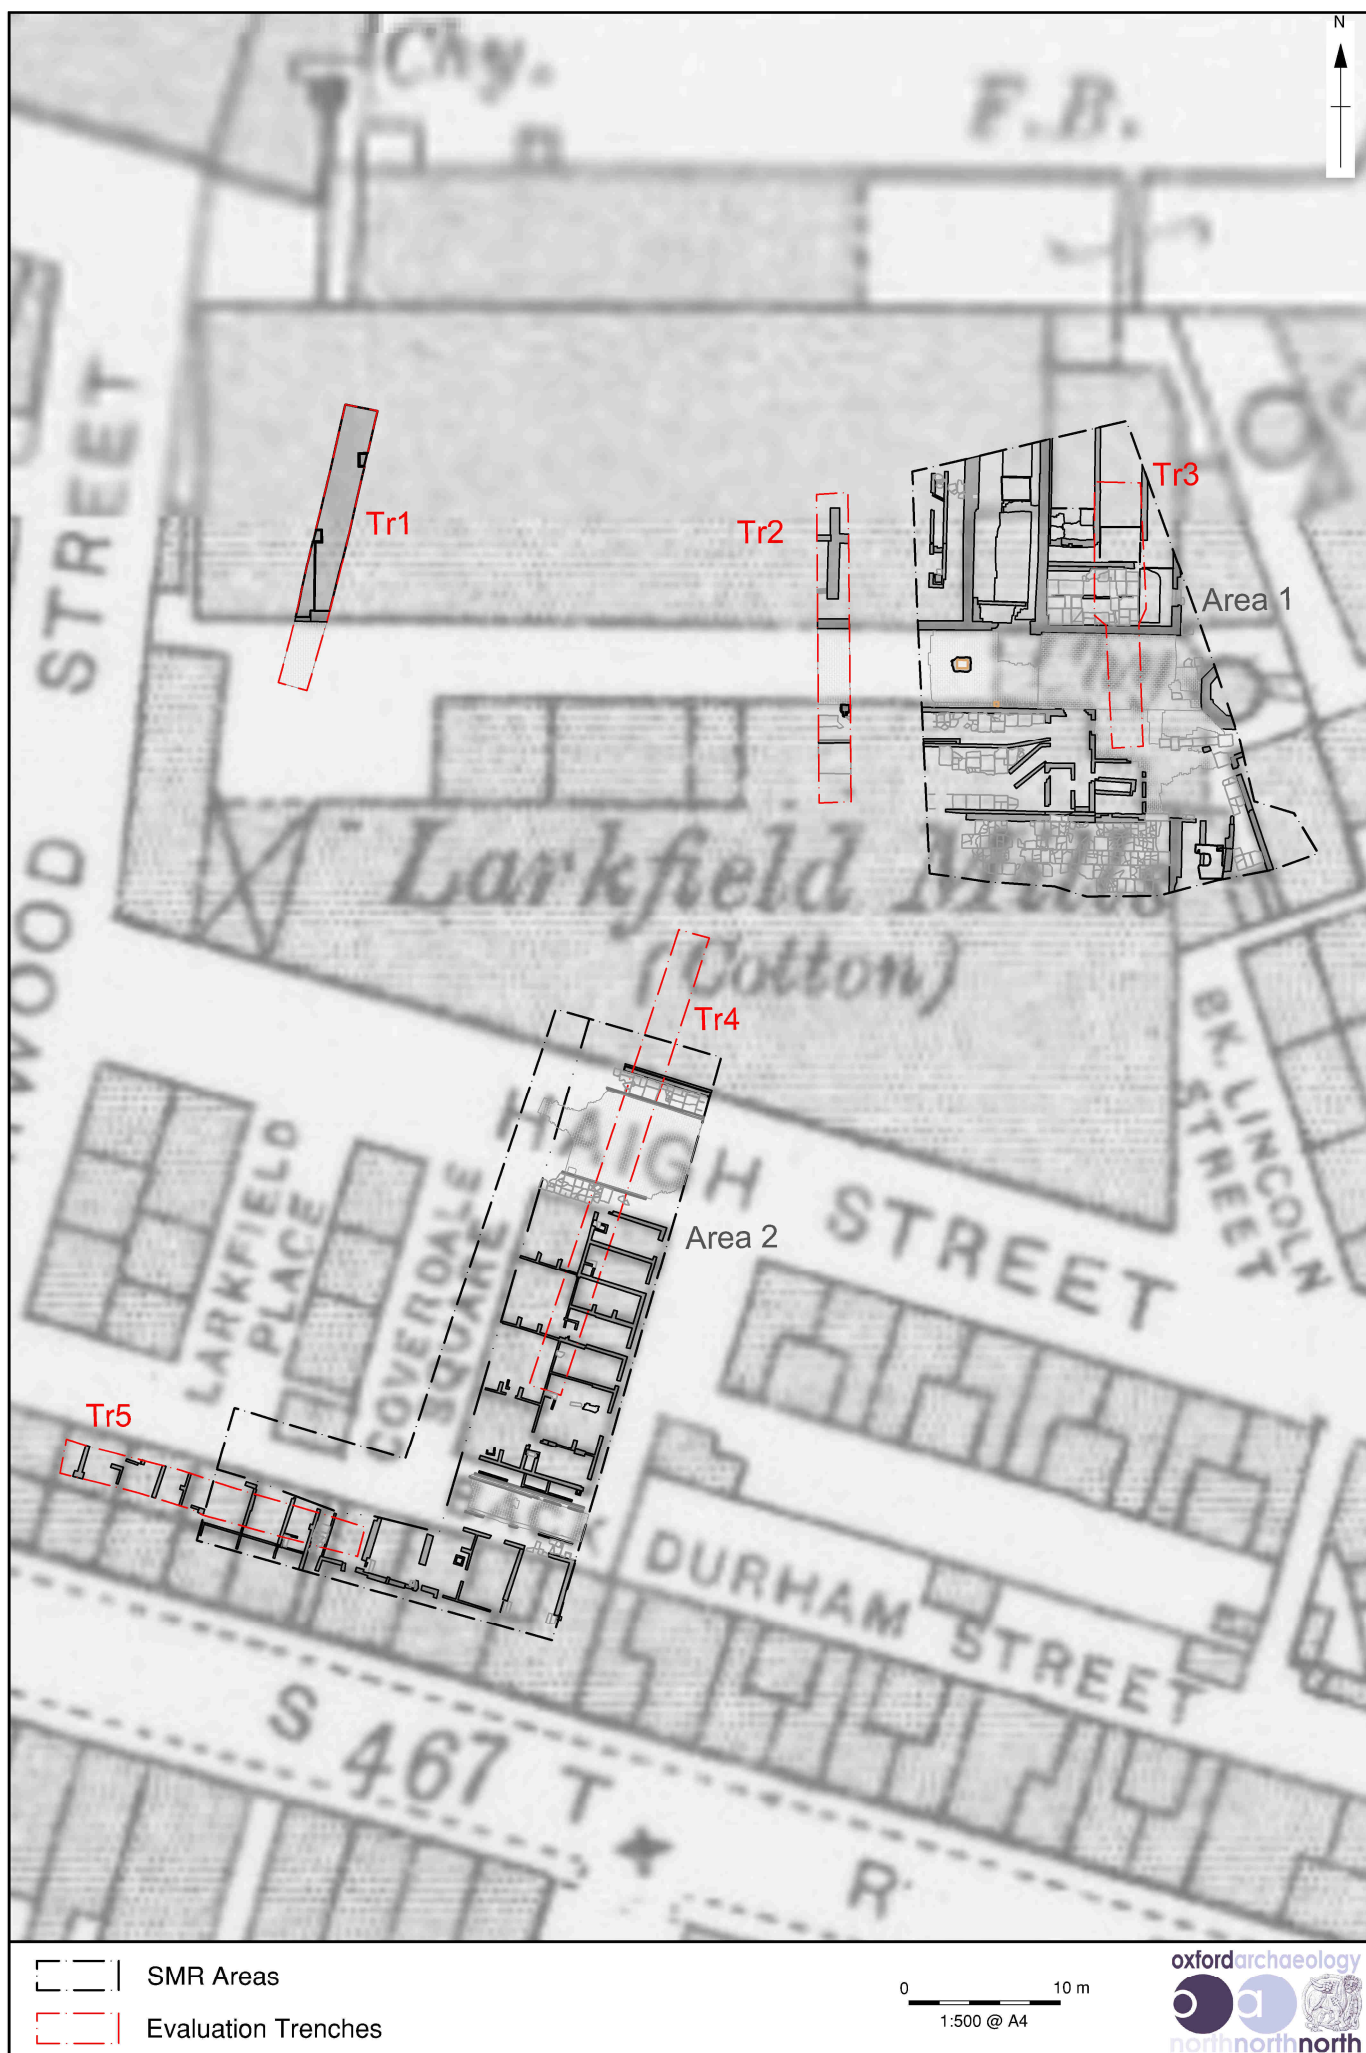 N
Chy.
F.B.
STREET
WOOD
Tr1
Tr2
Tr3
Area 1
Larkfield Mills
(Cotton)
Tr4
HAIGH STREET
Area 2
BK. LINCOLN
STREET
LARKFIELD
PLACE
COVERDALE
SQUARE
Tr5
BACK DURHAM STREET
S 467 T
R
SMR Areas
Evaluation Trenches
0 10 m
1:500 @ A4
oxfordarchaeology
oa
northnorthnorth